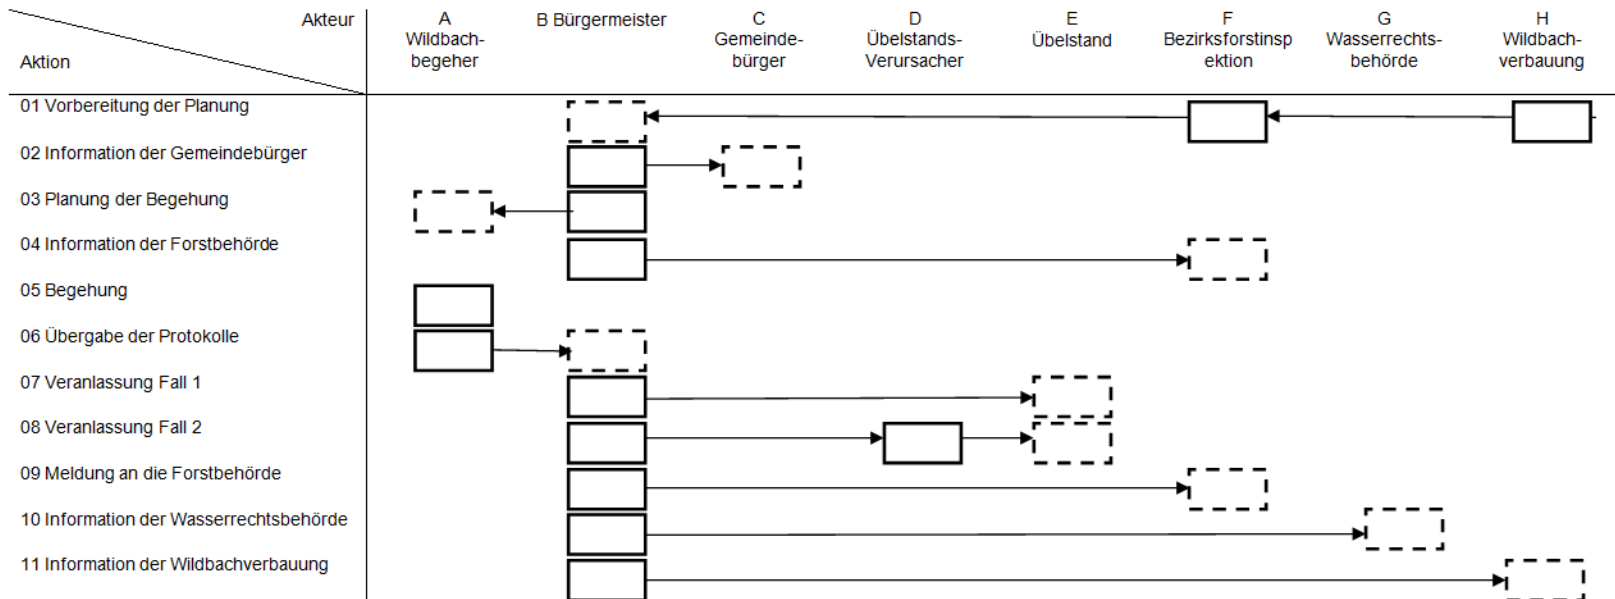 Akteur
Aktion
A
Wildbach-
begeher
B Bürgermeister
C
Gemeinde-
bürger
D
Übelstands-
Verursacher
E
Übelstand
F
Bezirksforstinsp
ektion
G
Wasserrechts-
behörde
H
Wildbach-
verbauung
01 Vorbereitung der Planung
02 Information der Gemeindebürger
03 Planung der Begehung
04 Information der Forstbehörde
05 Begehung
06 Übergabe der Protokolle
07 Veranlassung Fall 1
08 Veranlassung Fall 2
09 Meldung an die Forstbehörde
10 Information der Wasserrechtsbehörde
11 Information der Wildbachverbauung